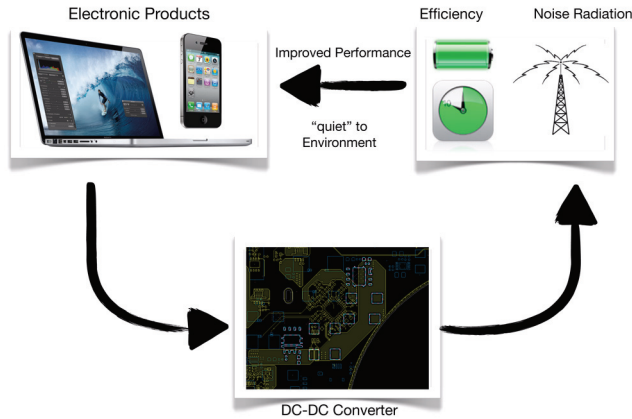 Electronic Products
Efficiency
Noise Radiation
Improved Performance
“quiet” to
Environment
DC-DC Converter